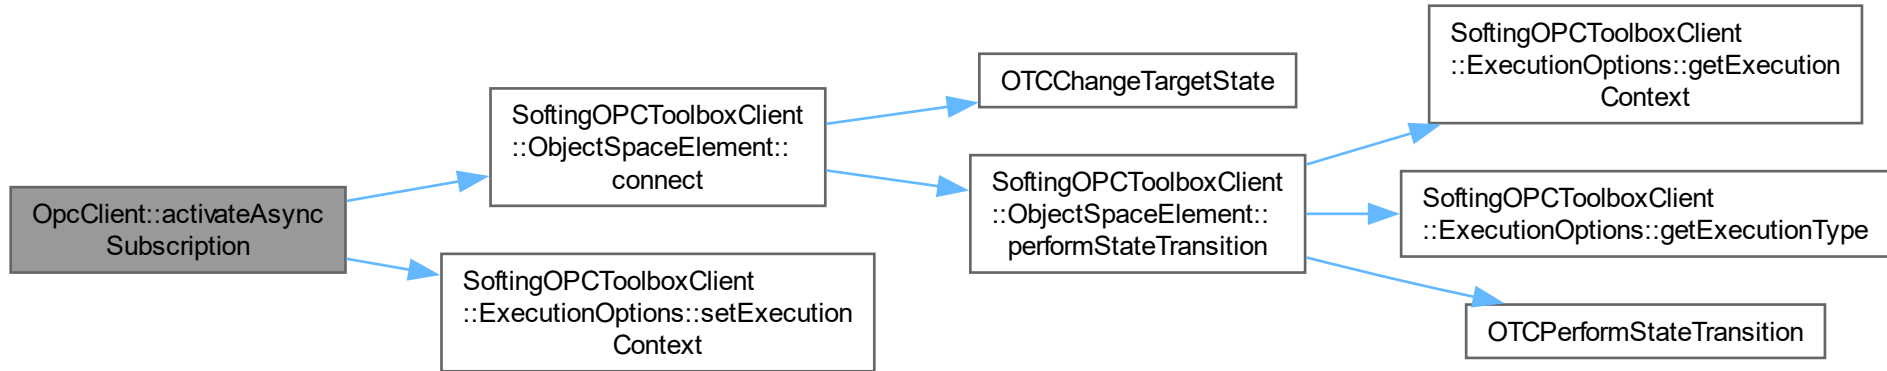 OpcClient::activateAsync
Subscription
SoftingOPCToolboxClient
::ObjectSpaceElement::
connect
SoftingOPCToolboxClient
::ExecutionOptions::setExecution
Context
OTCChangeTargetState
SoftingOPCToolboxClient
::ObjectSpaceElement::
performStateTransition
SoftingOPCToolboxClient
::ExecutionOptions::getExecution
Context
SoftingOPCToolboxClient
::ExecutionOptions::getExecutionType
OTCPerformStateTransition